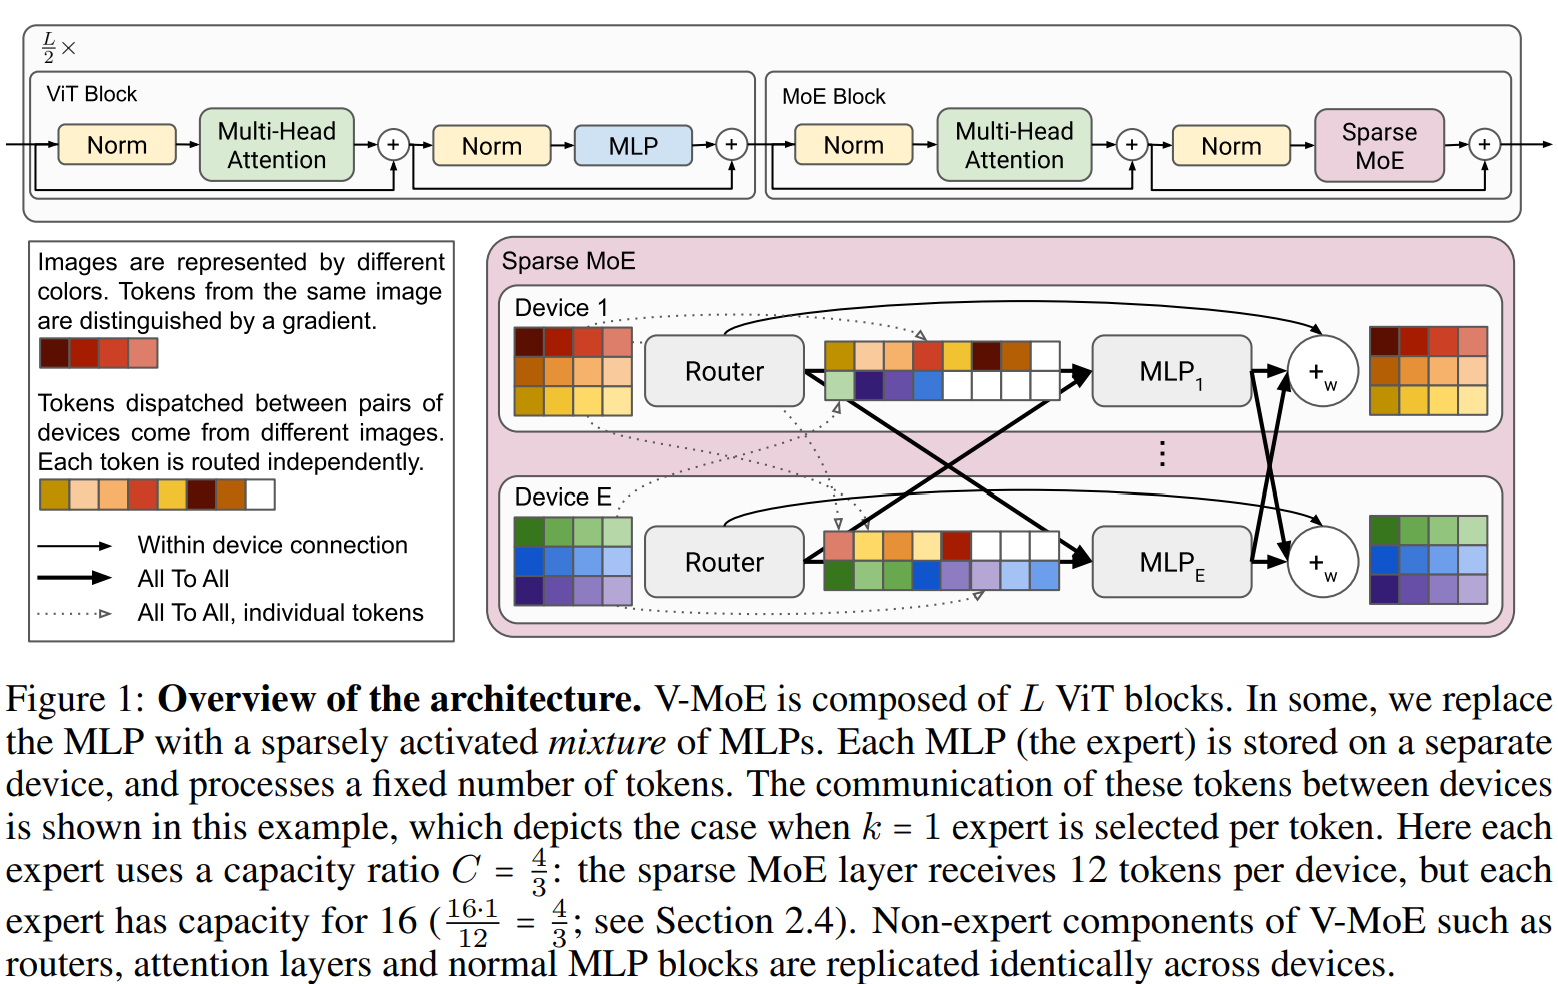 L/2 ×
ViT Block
Norm
Multi-Head
Attention
+
Norm
MLP
+
MoE Block
Norm
Multi-Head
Attention
+
Norm
Sparse
MoE
+
Images are represented by different
colors. Tokens from the same image
are distinguished by a gradient.
Tokens dispatched between pairs of
devices come from different images.
Each token is routed independently.
Within device connection
All To All
All To All, individual tokens
Sparse MoE
Device 1
Router
MLP₁
+w
⋮
Device E
Router
MLP_E
+w
Figure 1: Overview of the architecture. V-MoE is composed of L ViT blocks. In some, we replace
the MLP with a sparsely activated mixture of MLPs. Each MLP (the expert) is stored on a separate
device, and processes a fixed number of tokens. The communication of these tokens between devices
is shown in this example, which depicts the case when k = 1 expert is selected per token. Here each
expert uses a capacity ratio C = 4/3: the sparse MoE layer receives 12 tokens per device, but each
expert has capacity for 16 (16·1/12 = 4/3; see Section 2.4). Non-expert components of V-MoE such as
routers, attention layers and normal MLP blocks are replicated identically across devices.